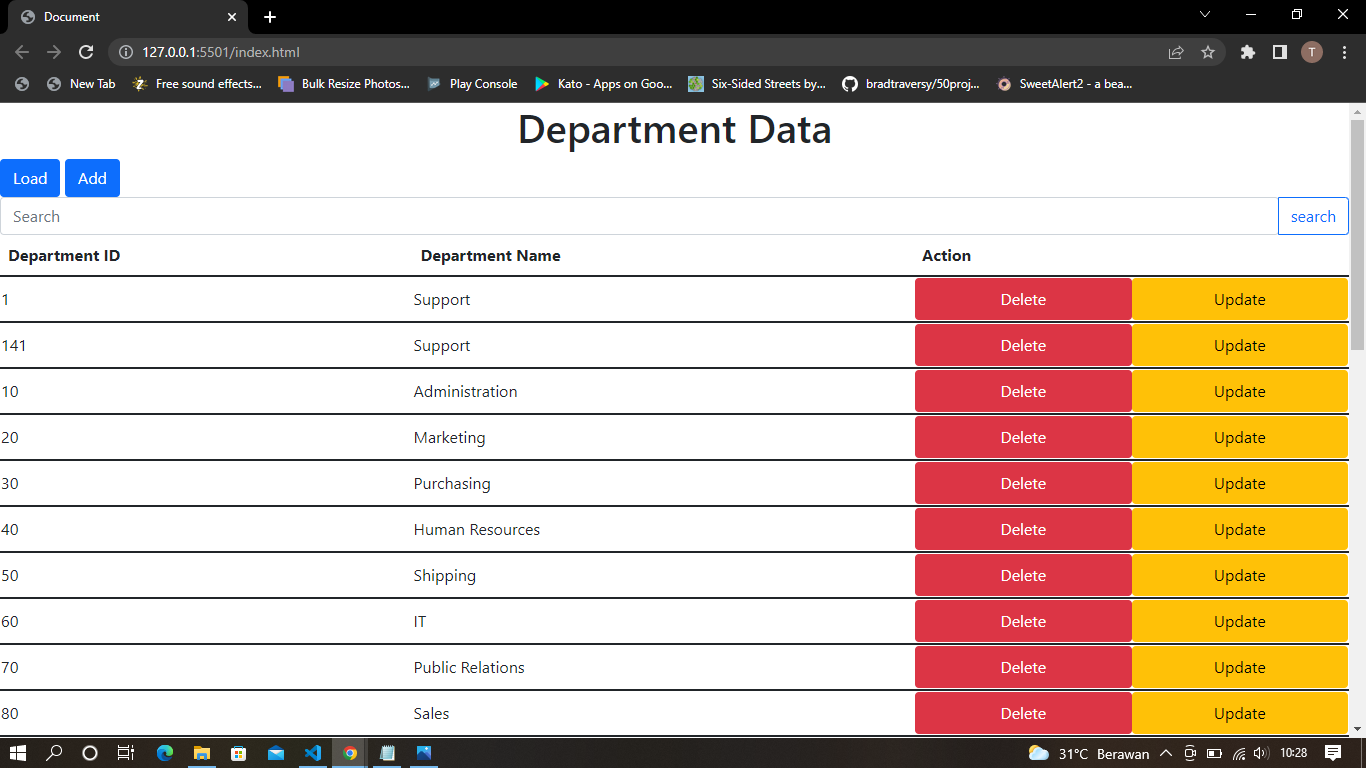 Document
127.0.0.1:5501/index.html
T
New Tab Free sound effects... Bulk Resize Photos... Play Console Kato - Apps on Goo... Six-Sided Streets by... bradtraversy/50proj... SweetAlert2 - a bea...
Department Data
Load Add
Search search
Department ID Department Name Action
1 Support Delete Update
141 Support Delete Update
10 Administration Delete Update
20 Marketing Delete Update
30 Purchasing Delete Update
40 Human Resources Delete Update
50 Shipping Delete Update
60 IT Delete Update
70 Public Relations Delete Update
80 Sales Delete Update
31°C Berawan 10:28